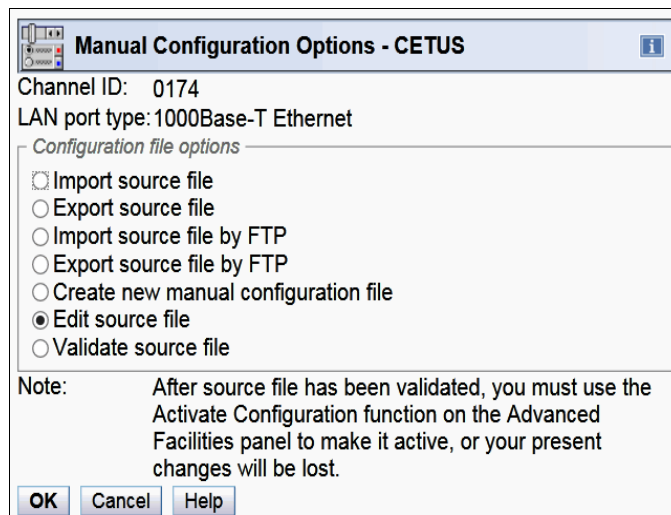 Manual Configuration Options - CETUS
i
Channel ID: 0174
LAN port type: 1000Base-T Ethernet
Configuration file options
Import source file
Export source file
Import source file by FTP
Export source file by FTP
Create new manual configuration file
Edit source file
Validate source file
Note: After source file has been validated, you must use the
Activate Configuration function on the Advanced
Facilities panel to make it active, or your present
changes will be lost.
OK Cancel Help